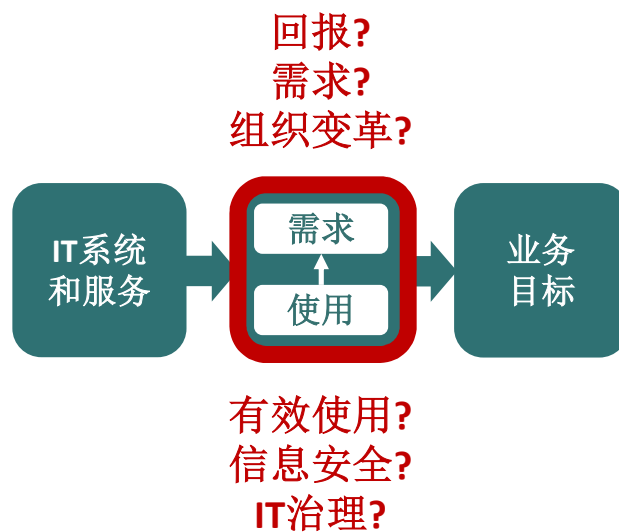 回报?
需求?
组织变革?
IT系统
和服务
需求
使用
业务
目标
有效使用?
信息安全?
IT治理?